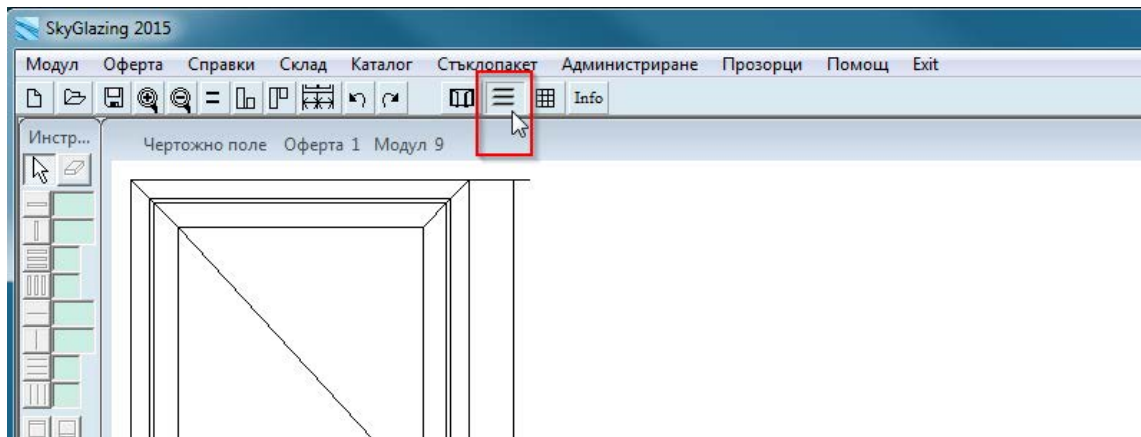 SkyGlazing 2015
Модул Оферта Справки Склад Каталог Стъклопакет Администриране Прозорци Помощ Exit
Info
Инстр...
Чертожно поле Оферта 1 Модул 9